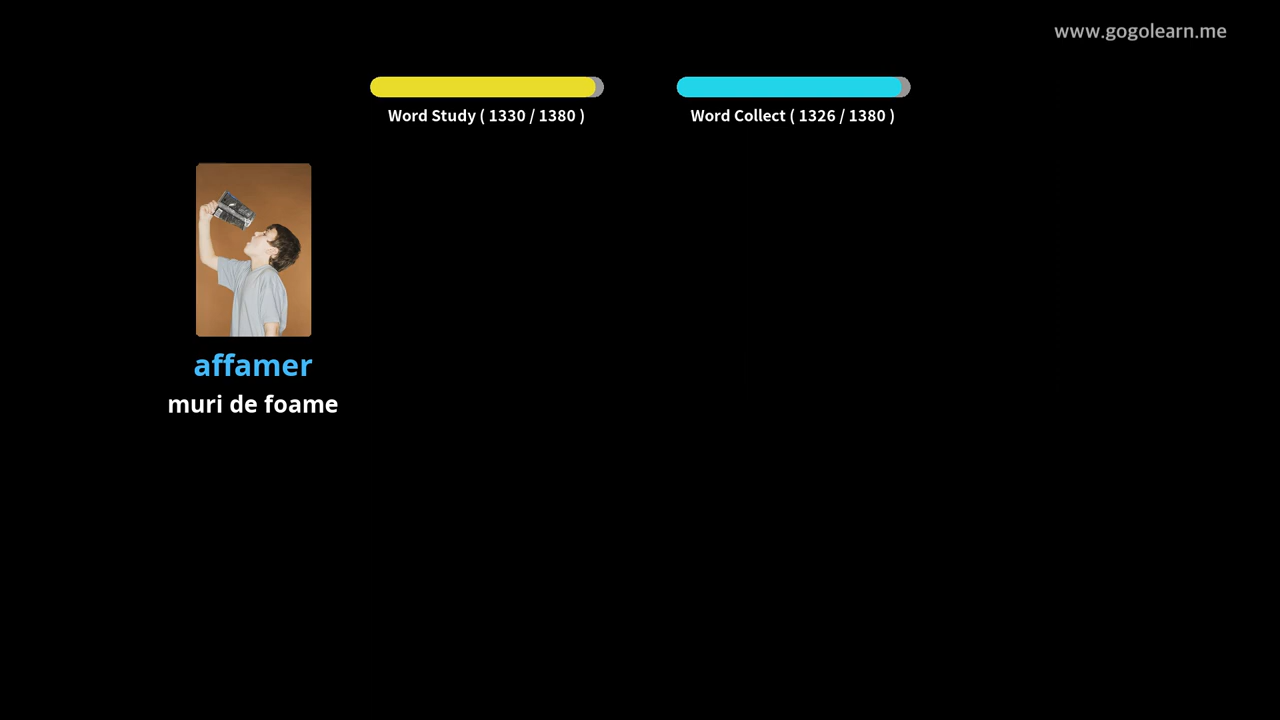 www.gogolearn.me
Word Study ( 1330 / 1380 )
Word Collect ( 1326 / 1380 )
affamer
muri de foame